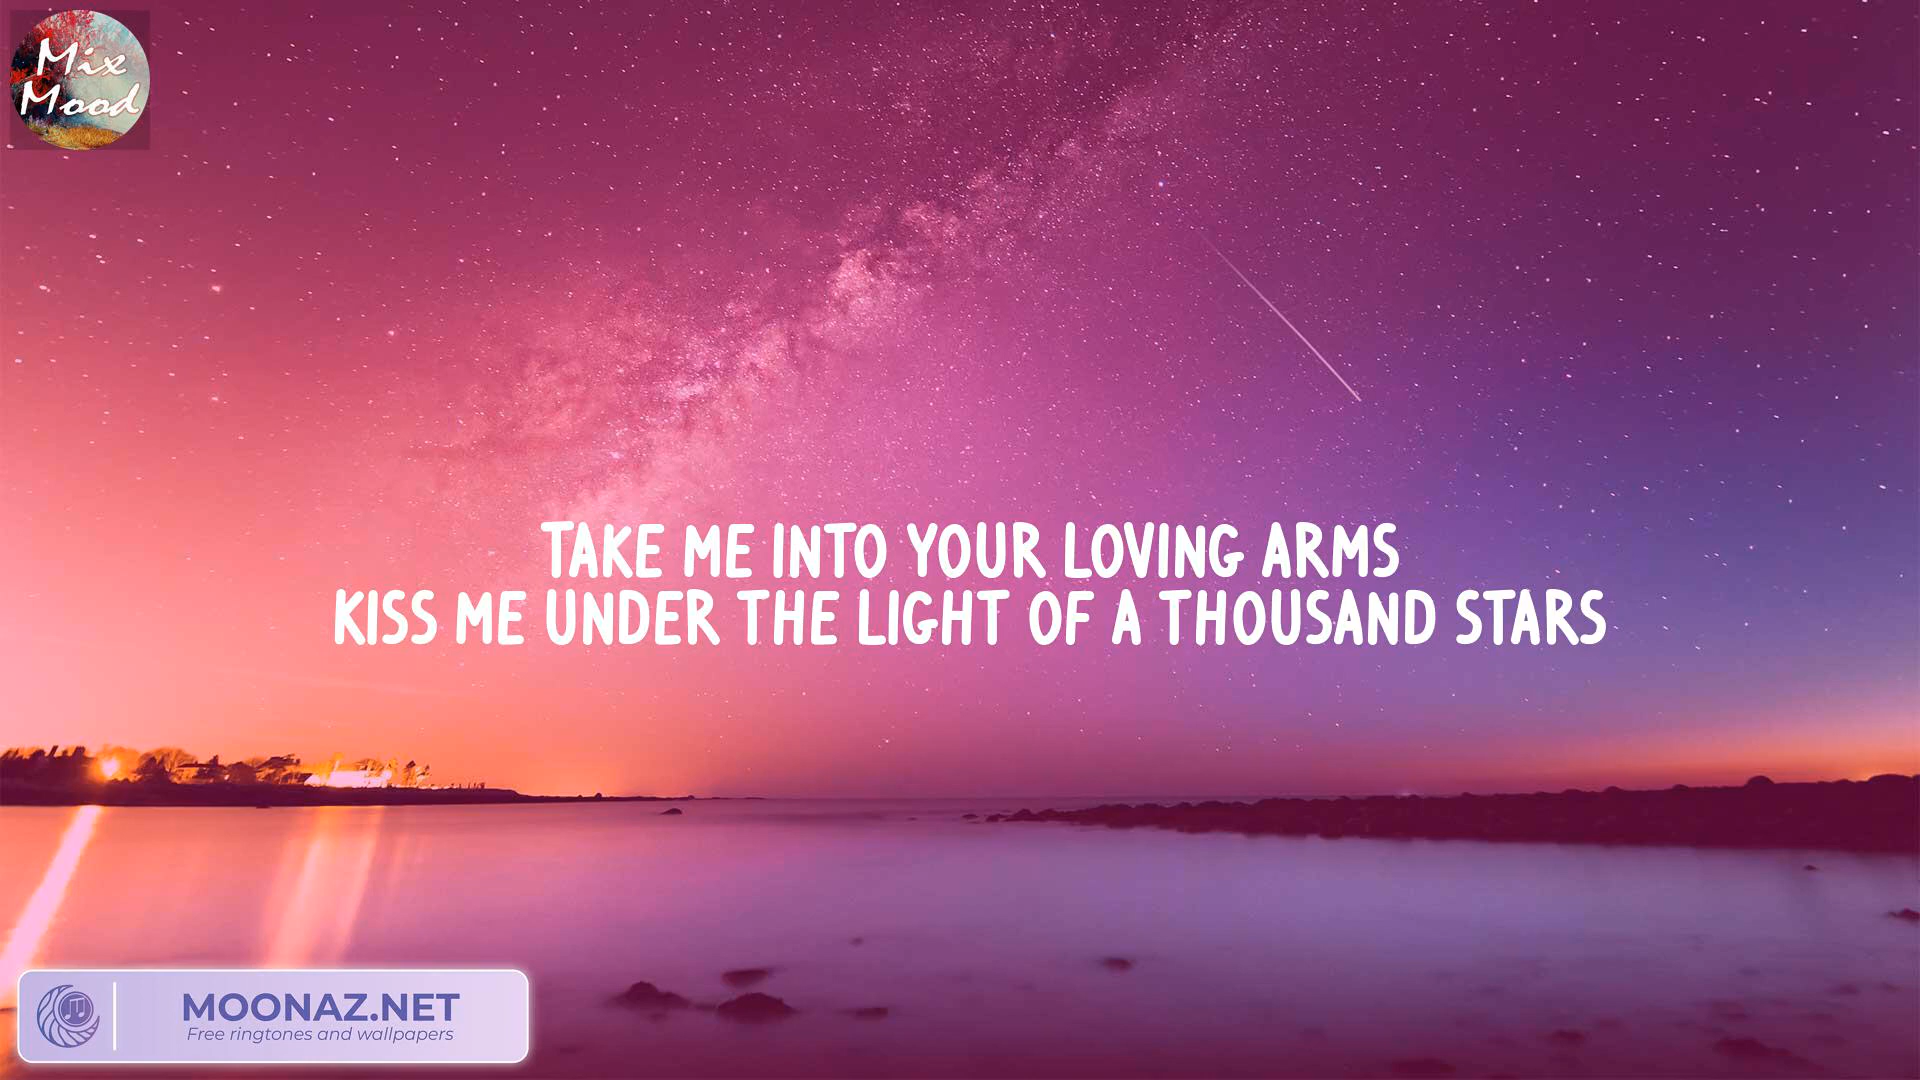 Mix
Mood
TAKE ME INTO YOUR LOVING ARMS
KISS ME UNDER THE LIGHT OF A THOUSAND STARS
MOONAZ.NET
Free ringtones and wallpapers